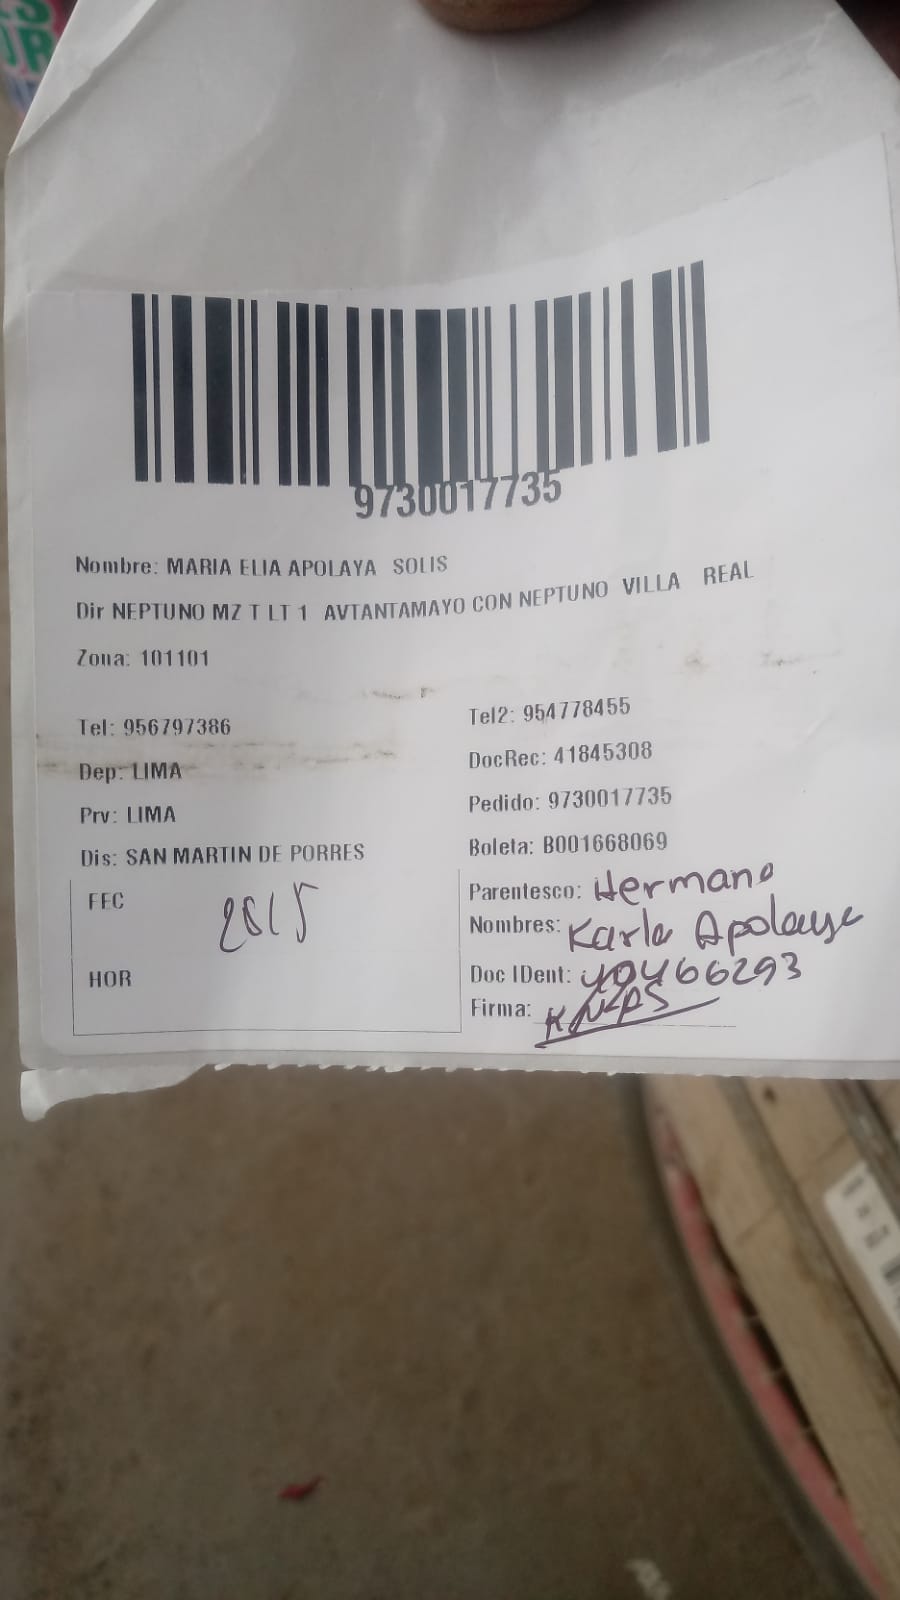 9730017735
Nombre: MARIA ELIA APOLAYA SOLIS
Dir NEPTUNO MZ T LT 1 AVTANTAMAYO CON NEPTUNO VILLA REAL
Zona: 101101
Tel: 956797386
Tel2: 954778455
Dep: LIMA
DocRec: 41845308
Prv: LIMA
Pedido: 9730017735
Dis: SAN MARTIN DE PORRES
Boleta: B001668069
FEC
Parentesco: Hermano
Nombres: Karla Apolaya
HOR
Doc IDent: 40466293
Firma: